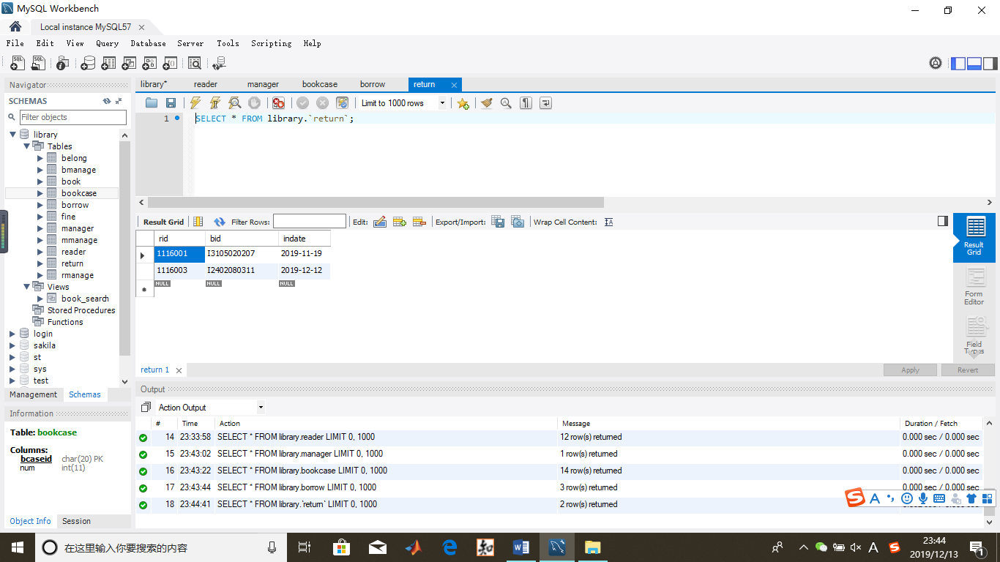 MySQL Workbench
Local instance MySQL57
File Edit View Query Database Server Tools Scripting Help
Navigator
SCHEMAS
Filter objects
library
Tables
belong
bmanage
book
bookcase
borrow
fine
manager
mmanage
reader
return
rmanage
Views
book_search
Stored Procedures
Functions
login
sakila
st
sys
test
Management Schemas
Information
Table: bookcase
Columns:
bcaseid char(20) PK
num int(11)
Object Info Session
library* reader manager bookcase borrow return
Limit to 1000 rows
1 SELECT * FROM library.`return`;
Result Grid Filter Rows: Edit: Export/Import: Wrap Cell Content:
rid bid indate
1116001 I3105020207 2019-11-19
1116003 I2402080311 2019-12-12
NULL NULL NULL
Result Grid
Form Editor
Field Types
return 1
Apply Revert
Output
Action Output
# Time Action Message Duration / Fetch
14 23:33:58 SELECT * FROM library.reader LIMIT 0, 1000 12 row(s) returned 0.000 sec / 0.000 sec
15 23:43:02 SELECT * FROM library.manager LIMIT 0, 1000 1 row(s) returned 0.000 sec / 0.000 sec
16 23:43:22 SELECT * FROM library.bookcase LIMIT 0, 1000 14 row(s) returned 0.000 sec / 0.000 sec
17 23:43:44 SELECT * FROM library.borrow LIMIT 0, 1000 3 row(s) returned 0.000 sec / 0.000 sec
18 23:44:41 SELECT * FROM library.`return` LIMIT 0, 1000 2 row(s) returned
在这里输入你要搜索的内容
知
A
23:44
2019/12/13
1